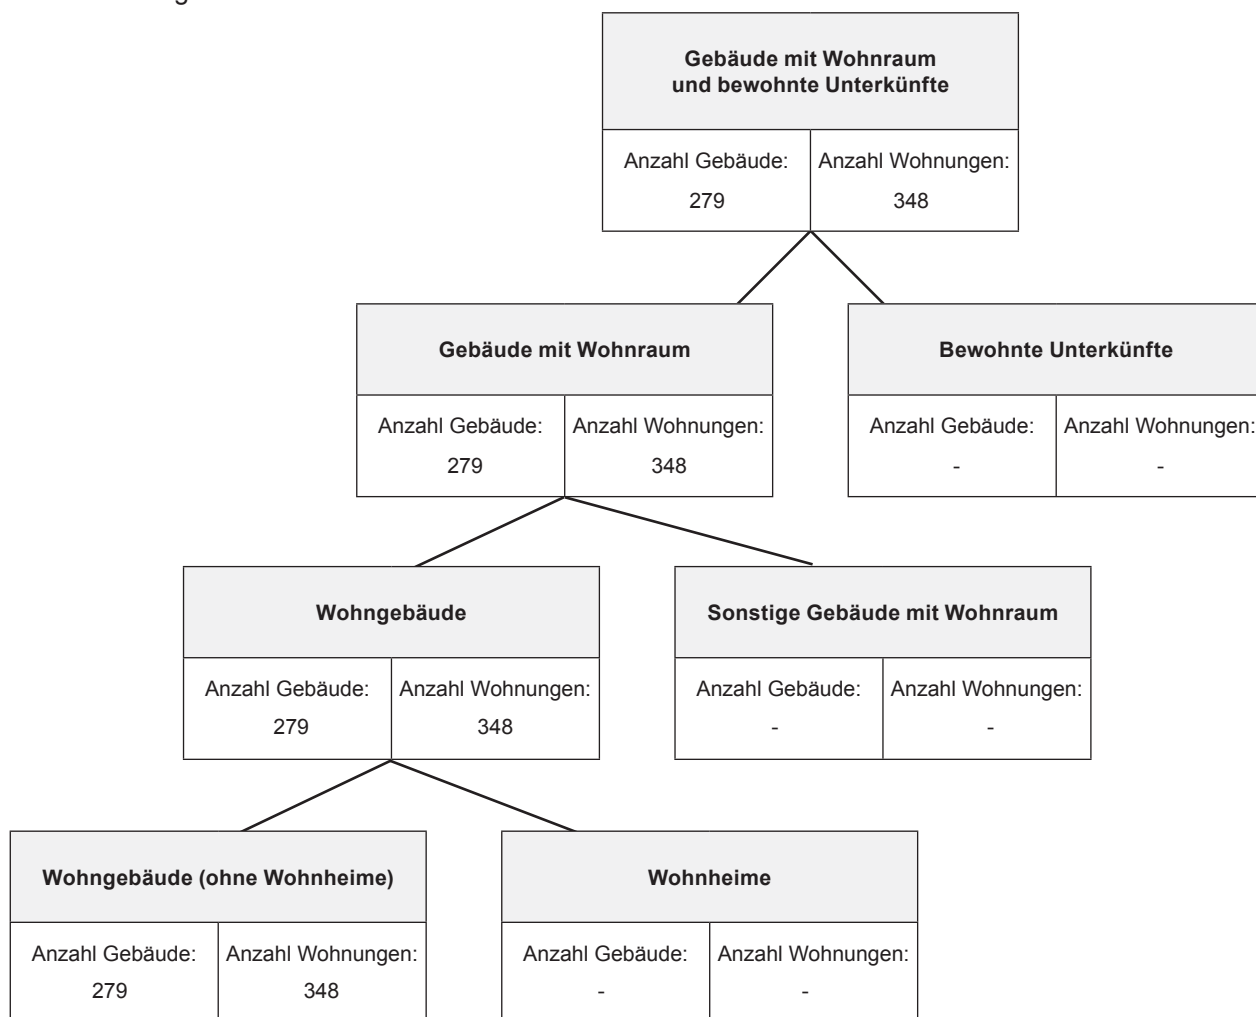 Gebäude mit Wohnraum
und bewohnte Unterkünfte
Anzahl Gebäude: Anzahl Wohnungen:
279 348
Gebäude mit Wohnraum
Anzahl Gebäude: Anzahl Wohnungen:
279 348
Bewohnte Unterkünfte
Anzahl Gebäude: Anzahl Wohnungen:
- -
Wohngebäude
Anzahl Gebäude: Anzahl Wohnungen:
279 348
Sonstige Gebäude mit Wohnraum
Anzahl Gebäude: Anzahl Wohnungen:
- -
Wohngebäude (ohne Wohnheime)
Anzahl Gebäude: Anzahl Wohnungen:
279 348
Wohnheime
Anzahl Gebäude: Anzahl Wohnungen:
- -